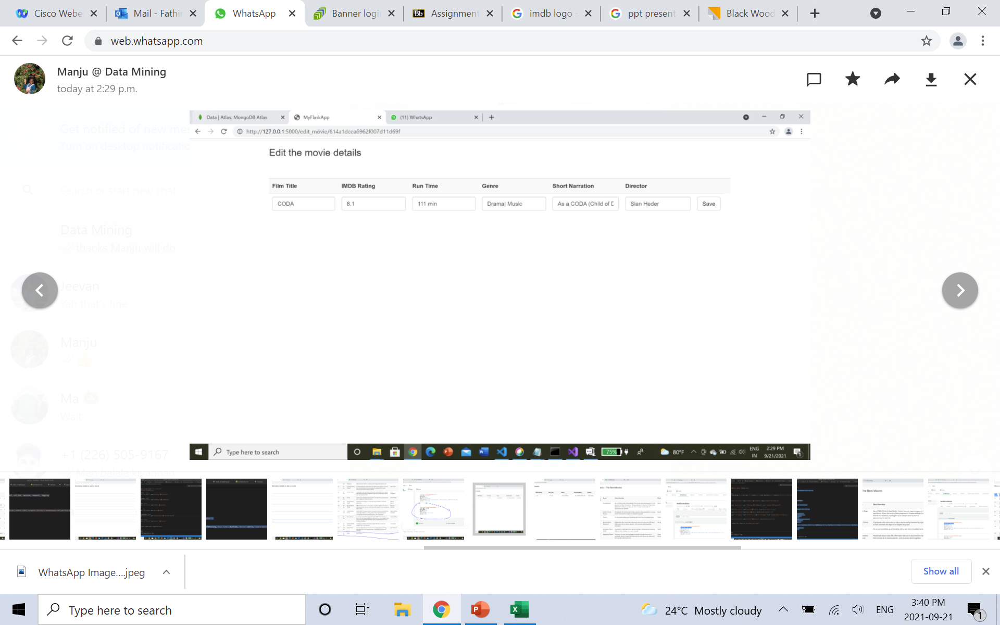 Cisco Webe
Mail - Fathir
WhatsApp
Banner logi
Assignment
imdb logo -
ppt present
Black Wood
web.whatsapp.com
Manju @ Data Mining
today at 2:29 p.m.
Get notified of new mes
Turn on desktop notificatio
Search or start new chat
Data Mining
thanks Manju will do
Jeevan
Yah that's fine
Manju
Ma
Wait
+1 (226) 505-9167
Data | Atlas: MongoDB Atlas
MyFlaskApp
(11) WhatsApp
http://127.0.0.1:5000/edit_movie/614a1dcea6962f007d11d69f
Edit the movie details
Film Title IMDB Rating Run Time Genre Short Narration Director
CODA 8.1 111 min Drama| Music As a CODA (Child of D Sian Heder Save
Type here to search
75%
80°F
ENG
IN
2:29 PM
9/21/2021
The Best Movies
WhatsApp Image....jpeg
Show all
Type here to search
24°C Mostly cloudy
ENG
3:40 PM
2021-09-21
1